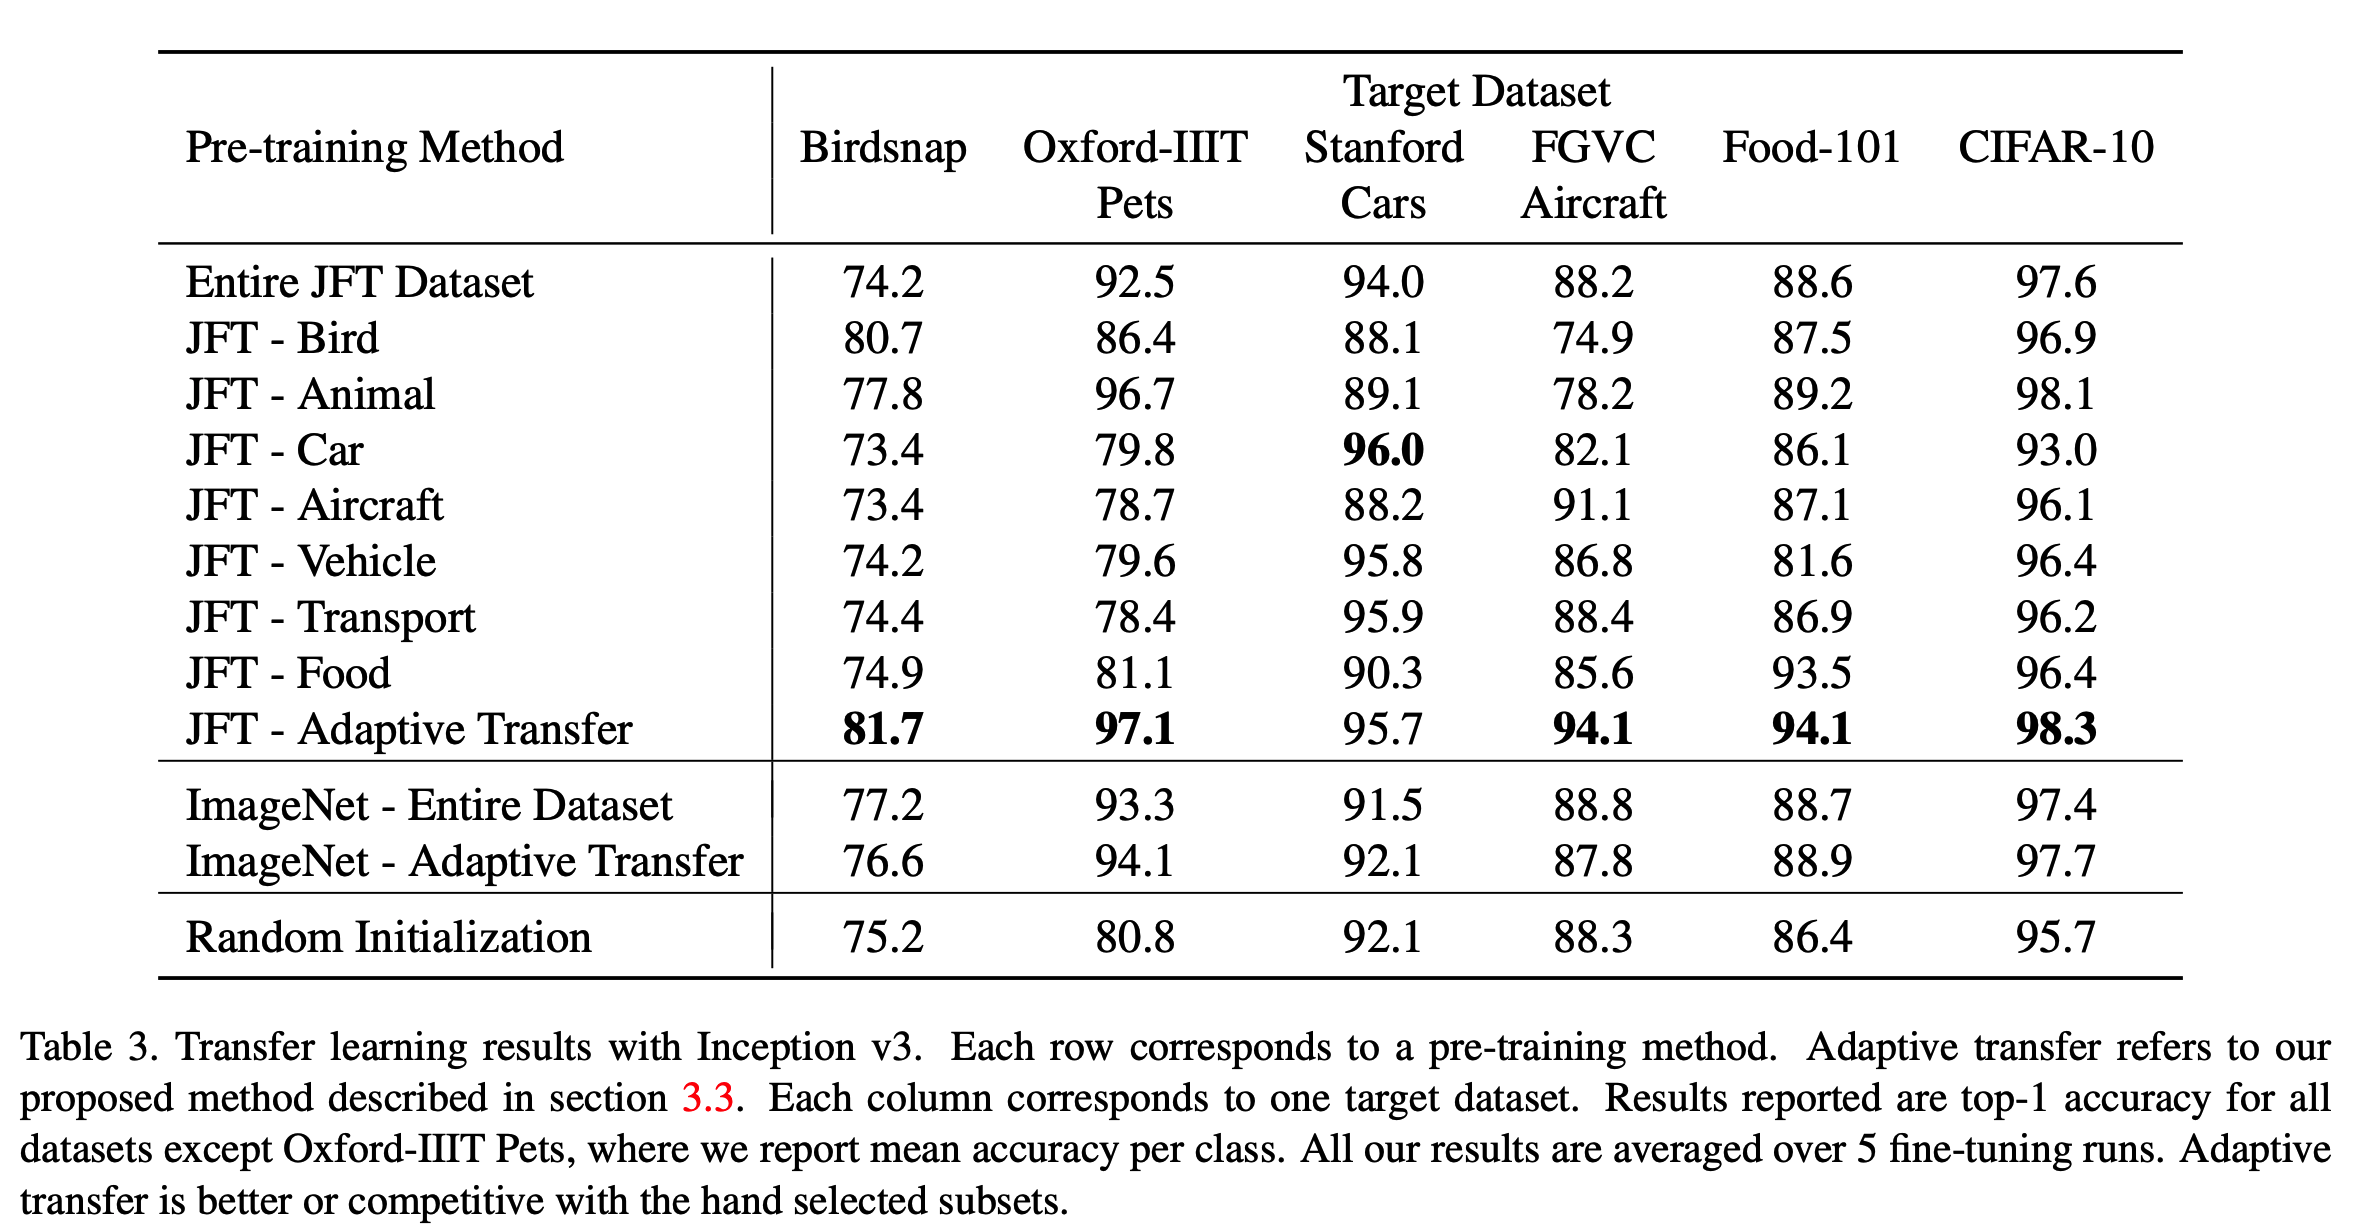 Target Dataset
Pre-training Method Birdsnap Oxford-IIIT Stanford FGVC Food-101 CIFAR-10
Pets Cars Aircraft
Entire JFT Dataset 74.2 92.5 94.0 88.2 88.6 97.6
JFT - Bird 80.7 86.4 88.1 74.9 87.5 96.9
JFT - Animal 77.8 96.7 89.1 78.2 89.2 98.1
JFT - Car 73.4 79.8 96.0 82.1 86.1 93.0
JFT - Aircraft 73.4 78.7 88.2 91.1 87.1 96.1
JFT - Vehicle 74.2 79.6 95.8 86.8 81.6 96.4
JFT - Transport 74.4 78.4 95.9 88.4 86.9 96.2
JFT - Food 74.9 81.1 90.3 85.6 93.5 96.4
JFT - Adaptive Transfer 81.7 97.1 95.7 94.1 94.1 98.3
ImageNet - Entire Dataset 77.2 93.3 91.5 88.8 88.7 97.4
ImageNet - Adaptive Transfer 76.6 94.1 92.1 87.8 88.9 97.7
Random Initialization 75.2 80.8 92.1 88.3 86.4 95.7
Table 3. Transfer learning results with Inception v3. Each row corresponds to a pre-training method. Adaptive transfer refers to our
proposed method described in section 3.3. Each column corresponds to one target dataset. Results reported are top-1 accuracy for all
datasets except Oxford-IIIT Pets, where we report mean accuracy per class. All our results are averaged over 5 fine-tuning runs. Adaptive
transfer is better or competitive with the hand selected subsets.